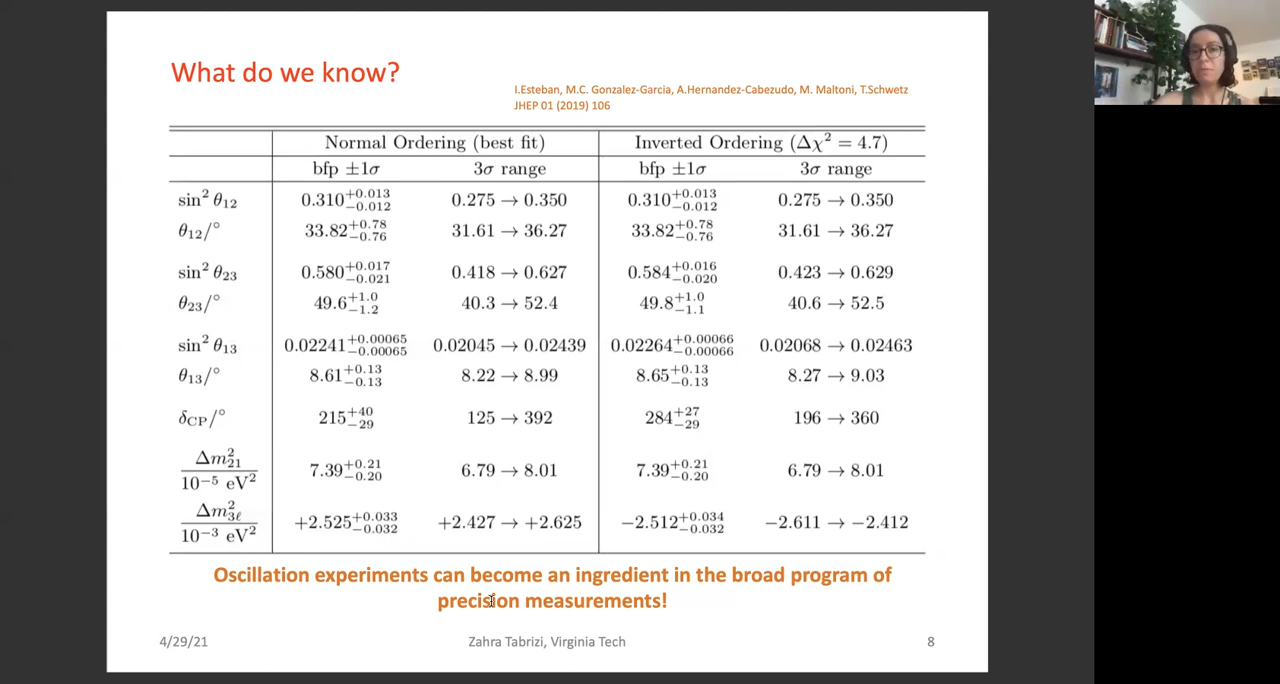 What do we know?
I.Esteban, M.C. Gonzalez-Garcia, A.Hernandez-Cabezudo, M. Maltoni, T.Schwetz
JHEP 01 (2019) 106
Normal Ordering (best fit) Inverted Ordering (Δχ² = 4.7)
bfp ±1σ 3σ range bfp ±1σ 3σ range
sin² θ₁₂ 0.310+0.013−0.012 0.275 → 0.350 0.310+0.013−0.012 0.275 → 0.350
θ₁₂/° 33.82+0.78−0.76 31.61 → 36.27 33.82+0.78−0.76 31.61 → 36.27
sin² θ₂₃ 0.580+0.017−0.021 0.418 → 0.627 0.584+0.016−0.020 0.423 → 0.629
θ₂₃/° 49.6+1.0−1.2 40.3 → 52.4 49.8+1.0−1.1 40.6 → 52.5
sin² θ₁₃ 0.02241+0.00065−0.00065 0.02045 → 0.02439 0.02264+0.00066−0.00066 0.02068 → 0.02463
θ₁₃/° 8.61+0.13−0.13 8.22 → 8.99 8.65+0.13−0.13 8.27 → 9.03
δCP/° 215+40−29 125 → 392 284+27−29 196 → 360
Δm²₂₁/10⁻⁵ eV² 7.39+0.21−0.20 6.79 → 8.01 7.39+0.21−0.20 6.79 → 8.01
Δm²₃ℓ/10⁻³ eV² +2.525+0.033−0.032 +2.427 → +2.625 −2.512+0.034−0.032 −2.611 → −2.412
Oscillation experiments can become an ingredient in the broad program of
precision measurements!
4/29/21 Zahra Tabrizi, Virginia Tech 8